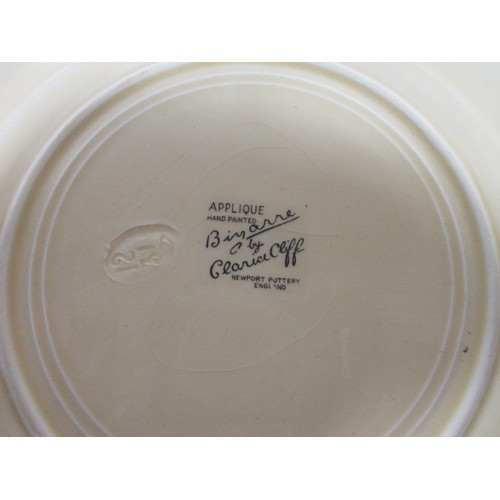 APPLIQUE
HAND PAINTED
Bizarre
by
Clarice Cliff
NEWPORT POTTERY
ENGLAND